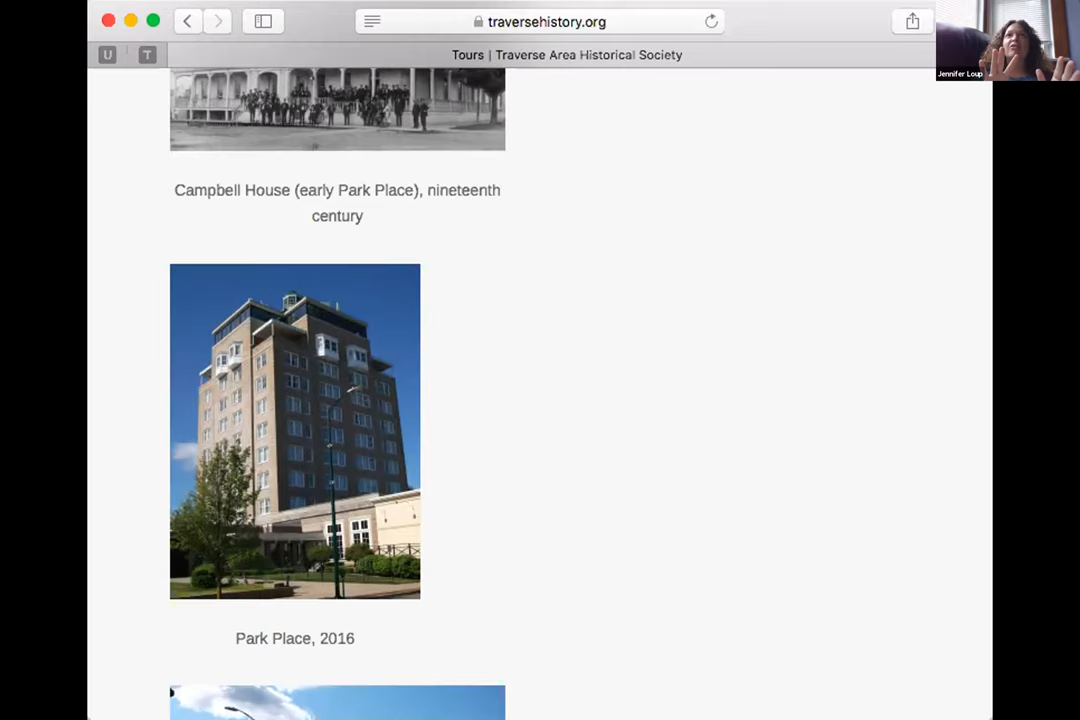 traversehistory.org
U
T
Tours | Traverse Area Historical Society
Jennifer Loup
Campbell House (early Park Place), nineteenth
century
Park Place, 2016